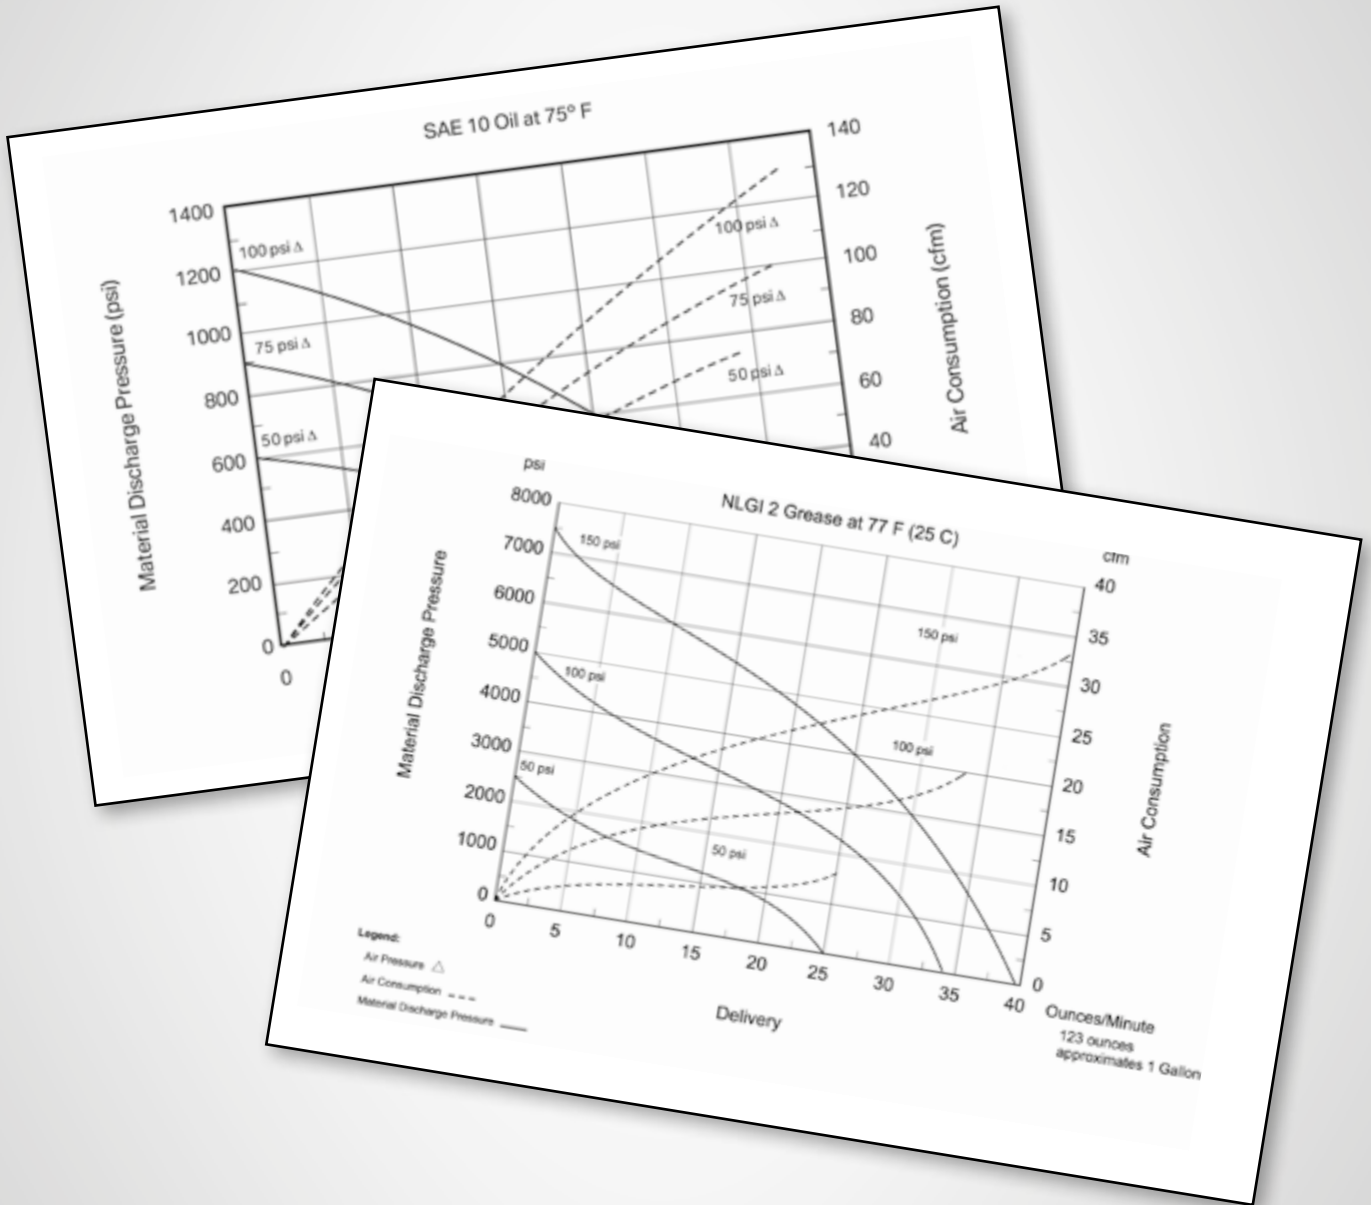 SAE 10 Oil at 75º F
Material Discharge Pressure (psi)
1400
1200
1000
800
600
400
200
0
0
100 psi Δ
75 psi Δ
50 psi Δ
100 psi Δ
75 psi Δ
50 psi Δ
140
120
100
80
60
40
Air Consumption (cfm)
NLGI 2 Grease at 77 F (25 C)
psi
Material Discharge Pressure
8000
7000
6000
5000
4000
3000
2000
1000
0
150 psi
100 psi
50 psi
150 psi
100 psi
50 psi
cfm
40
35
30
25
20
15
10
5
0
Air Consumption
0 5 10 15 20 25 30 35 40
Ounces/Minute
123 ounces
approximates 1 Gallon
Delivery
Legend:
Air Pressure △
Air Consumption
Material Discharge Pressure